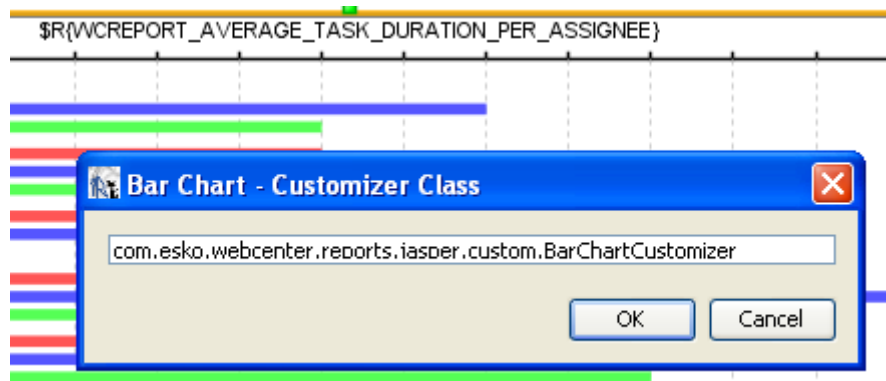 $R{WCREPORT_AVERAGE_TASK_DURATION_PER_ASSIGNEE}
Bar Chart - Customizer Class
com.esko.webcenter.reports.jasper.custom.BarChartCustomizer
OK Cancel